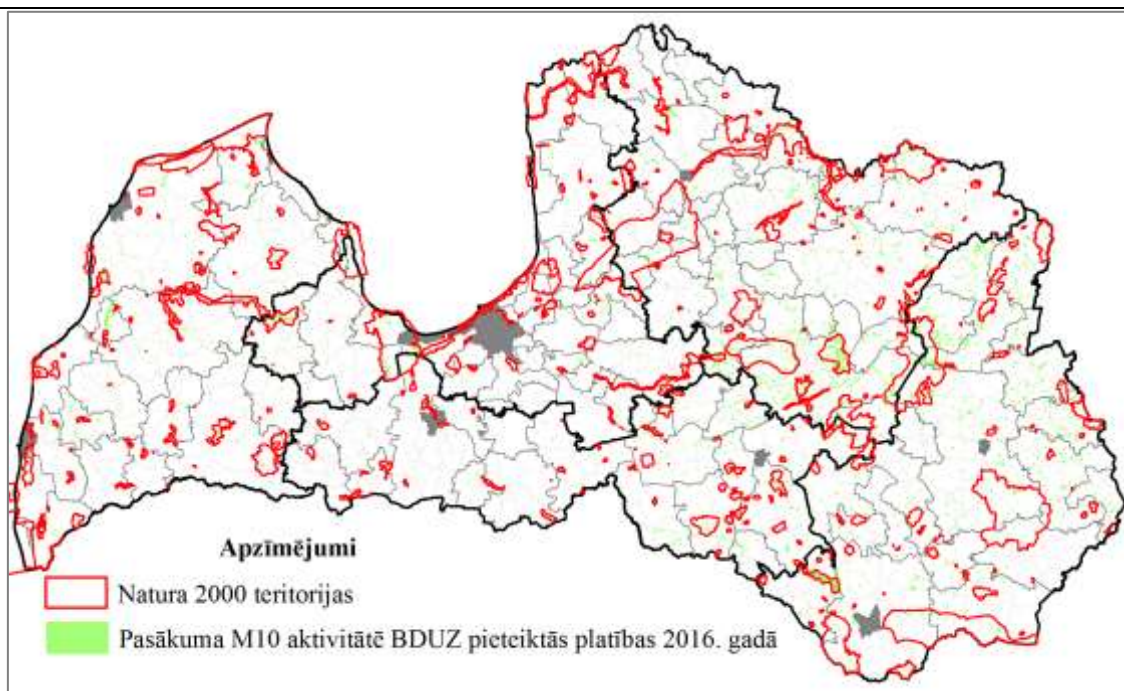 Apzīmējumi
Natura 2000 teritorijas
Pasākuma M10 aktivitātē BDUZ pieteiktās platības 2016. gadā